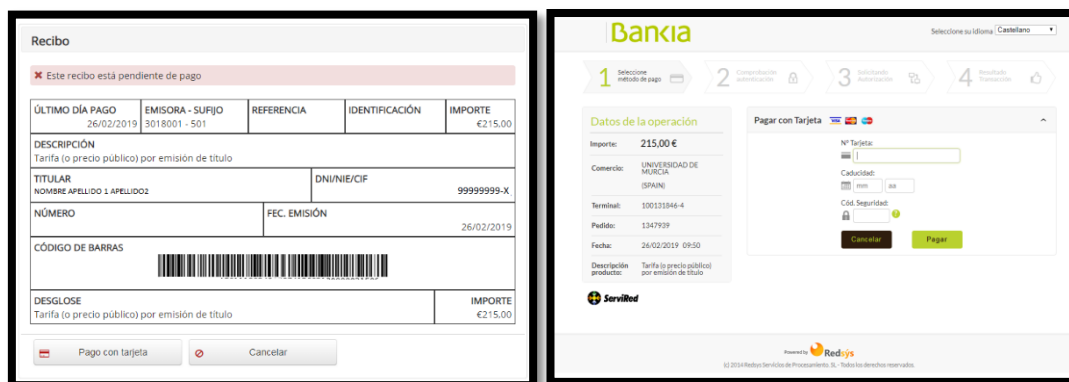 Recibo
✖ Este recibo está pendiente de pago
ÚLTIMO DÍA PAGO EMISORA - SUFIJO REFERENCIA IDENTIFICACIÓN IMPORTE
26/02/2019 3018001 - 501 €215.00
DESCRIPCIÓN
Tarifa (o precio público) por emisión de título
TITULAR DNI/NIE/CIF
NOMBRE APELLIDO 1 APELLIDO2 99999999-X
NÚMERO FEC. EMISIÓN
26/02/2019
CÓDIGO DE BARRAS
DESGLOSE IMPORTE
Tarifa (o precio público) por emisión de título €215.00
Pago con tarjeta Cancelar
Bankia
Seleccione su idioma Castellano
1 Seleccione método de pago
2 Comprobación autenticación
3 Solicitando Autorización
4 Resultado Transacción
Datos de la operación
Importe: 215,00 €
Comercio: UNIVERSIDAD DE
MURCIA
(SPAIN)
Terminal: 100131846-4
Pedido: 1347939
Fecha: 26/02/2019 09:50
Descripción Tarifa (o precio público)
producto: por emisión de título
ServiRed
Pagar con Tarjeta VISA
Nº Tarjeta:
Caducidad:
mm aa
Cód. Seguridad:
Cancelar Pagar
Powered by Redsýs
(c) 2014 Redsys Servicios de Procesamiento. SL - Todos los derechos reservados.